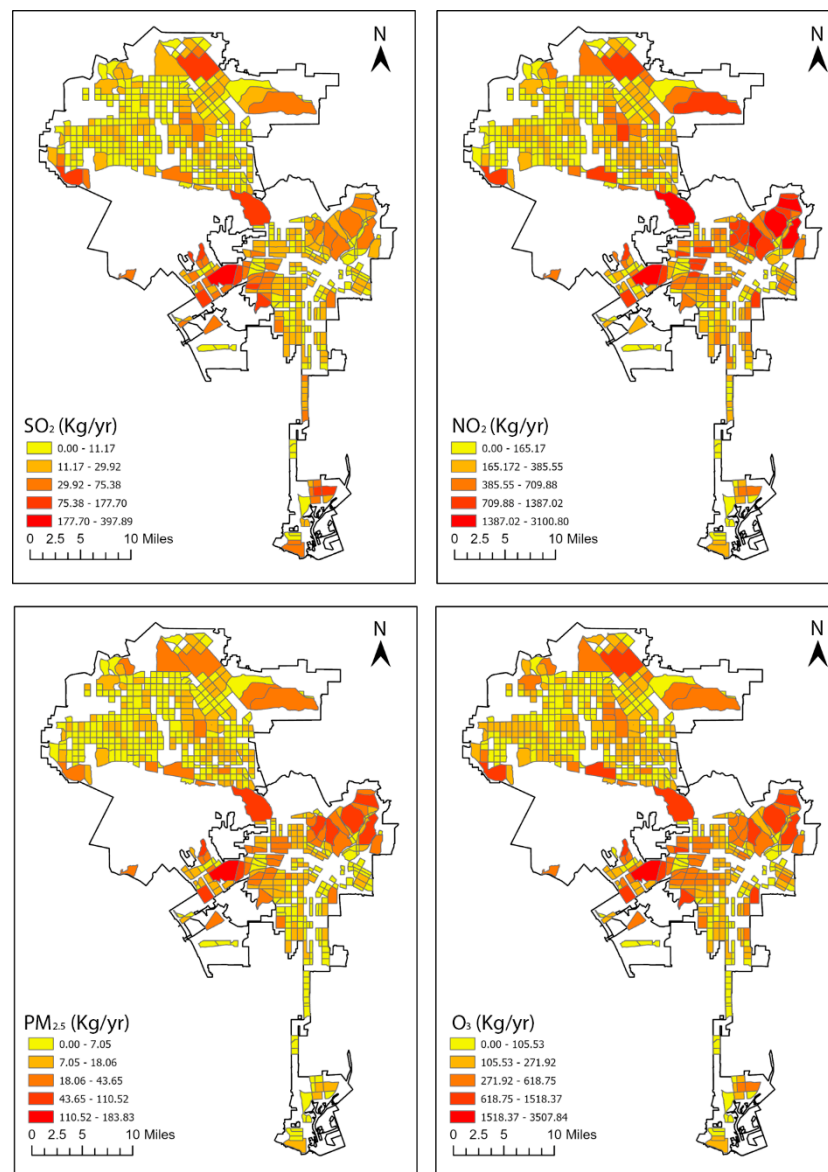 N
SO₂ (Kg/yr)
0.00 - 11.17
11.17 - 29.92
29.92 - 75.38
75.38 - 177.70
177.70 - 397.89
0 2.5 5 10 Miles
N
NO₂ (Kg/yr)
0.00 - 165.17
165.172 - 385.55
385.55 - 709.88
709.88 - 1387.02
1387.02 - 3100.80
0 2.5 5 10 Miles
N
PM₂.₅ (Kg/yr)
0.00 - 7.05
7.05 - 18.06
18.06 - 43.65
43.65 - 110.52
110.52 - 183.83
0 2.5 5 10 Miles
N
O₃ (Kg/yr)
0.00 - 105.53
105.53 - 271.92
271.92 - 618.75
618.75 - 1518.37
1518.37 - 3507.84
0 2.5 5 10 Miles